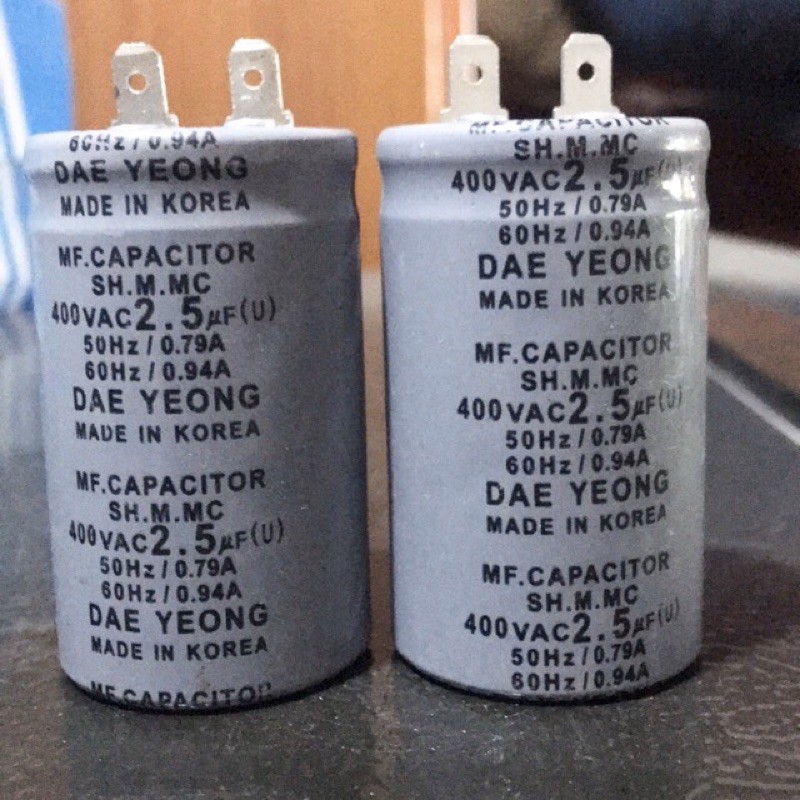 60Hz / 0.94A
DAE YEONG
MADE IN KOREA
MF.CAPACITOR
SH.M.MC
400VAC2.5µF(U)
50Hz / 0.79A
60Hz / 0.94A
DAE YEONG
MADE IN KOREA
MF.CAPACITOR
SH.M.MC
400VAC2.5µF(U)
50Hz / 0.79A
60Hz / 0.94A
DAE YEONG
MADE IN KOREA
MF.CAPACITOR
MF.CAPACITOR
SH.M.MC
400VAC2.5µF(U)
50Hz / 0.79A
60Hz / 0.94A
DAE YEONG
MADE IN KOREA
MF.CAPACITOR
SH.M.MC
400VAC2.5µF(U)
50Hz / 0.79A
60Hz / 0.94A
DAE YEONG
MADE IN KOREA
MF.CAPACITOR
SH.M.MC
400VAC2.5µF(U)
50Hz / 0.79A
60Hz / 0.94A